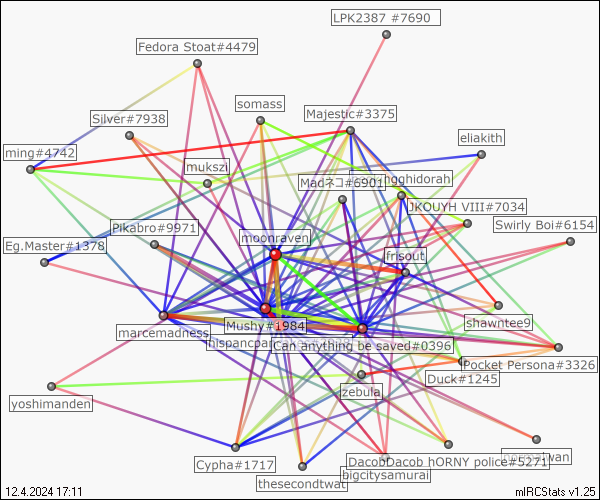 LPK2387 #7690
Fedora Stoat#4479
somass
Majestic#3375
Silver#7938
eliakith
ming#4742
mukszi
Madネコ#6901
hgghidorah
JKOUYH VIII#7034
Pikabro#9971
Swirly Boi#6154
moonraven
Eg.Master#1378
frisout
shawntee9
Mushy#1984
marcemadness
hispancpar
Can anything be saved#0396
Pocket Persona#3326
Duck#1245
zebula
yoshimanden
Cypha#1717
DacobDacob hORNY police#5271
wan
bigcitysamurai
thesecondtwat
12.4.2024 17:11
mIRCStats v1.25